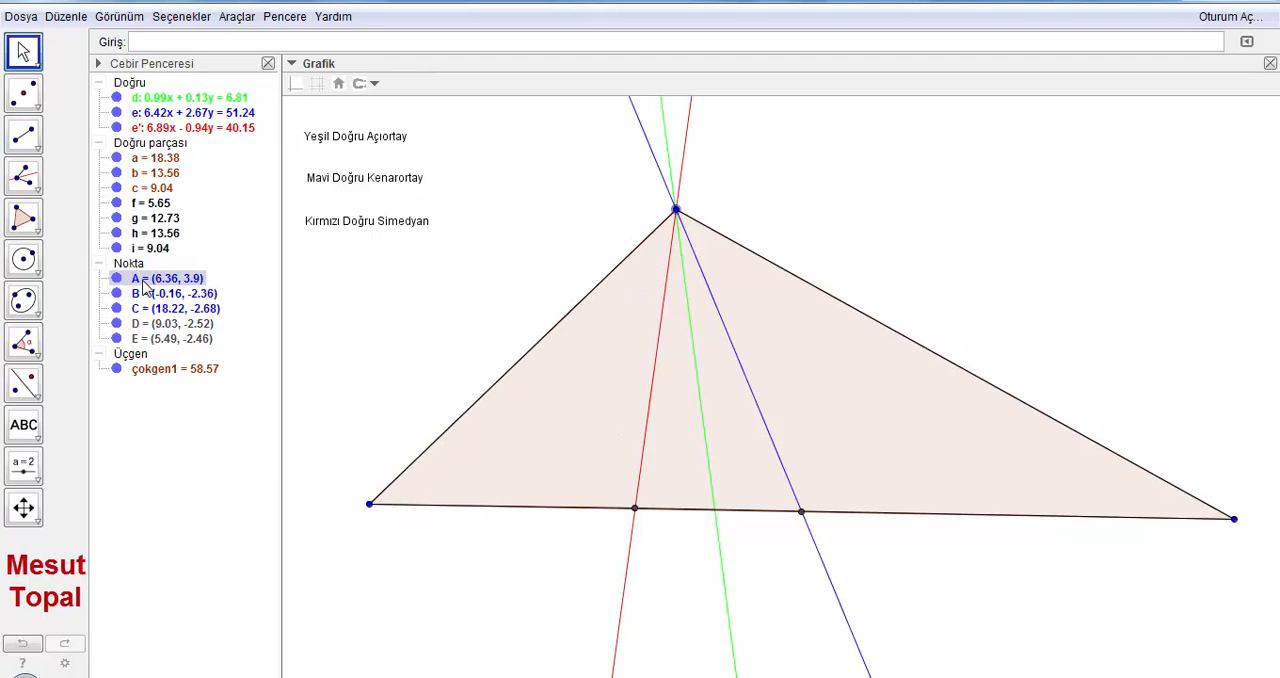 Dosya Düzenle Görünüm Seçenekler Araçlar Pencere Yardım Oturum Aç...
Giriş:
Cebir Penceresi
Grafik
Doğru
d: 0.99x + 0.13y = 6.81
e: 6.42x + 2.67y = 51.24
e': 6.89x - 0.94y = 40.15
Doğru parçası
a = 18.38
b = 13.56
c = 9.04
f = 5.65
g = 12.73
h = 13.56
i = 9.04
Nokta
A = (6.36, 3.9)
B = (-0.16, -2.36)
C = (18.22, -2.68)
D = (9.03, -2.52)
E = (5.49, -2.46)
Üçgen
çokgen1 = 58.57
Yeşil Doğru Açıortay
Mavi Doğru Kenarortay
Kırmızı Doğru Simedyan
α
ABC
a = 2
Mesut
Topal
?